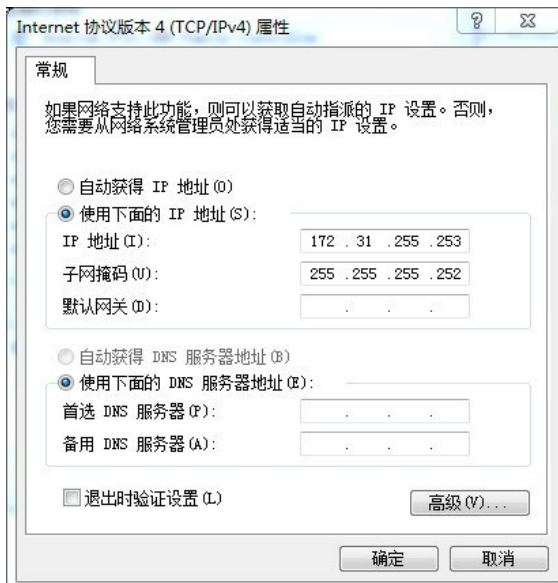 Internet 协议版本 4 (TCP/IPv4) 属性
常规
如果网络支持此功能，则可以获取自动指派的 IP 设置。否则，
您需要从网络系统管理员处获得适当的 IP 设置。
自动获得 IP 地址(O)
使用下面的 IP 地址(S):
IP 地址(I): 172 . 31 .255 .253
子网掩码(U): 255 .255 .255 .252
默认网关(D): . . .
自动获得 DNS 服务器地址(B)
使用下面的 DNS 服务器地址(E):
首选 DNS 服务器(P): . . .
备用 DNS 服务器(A): . . .
退出时验证设置(L)
高级(V)...
确定 取消